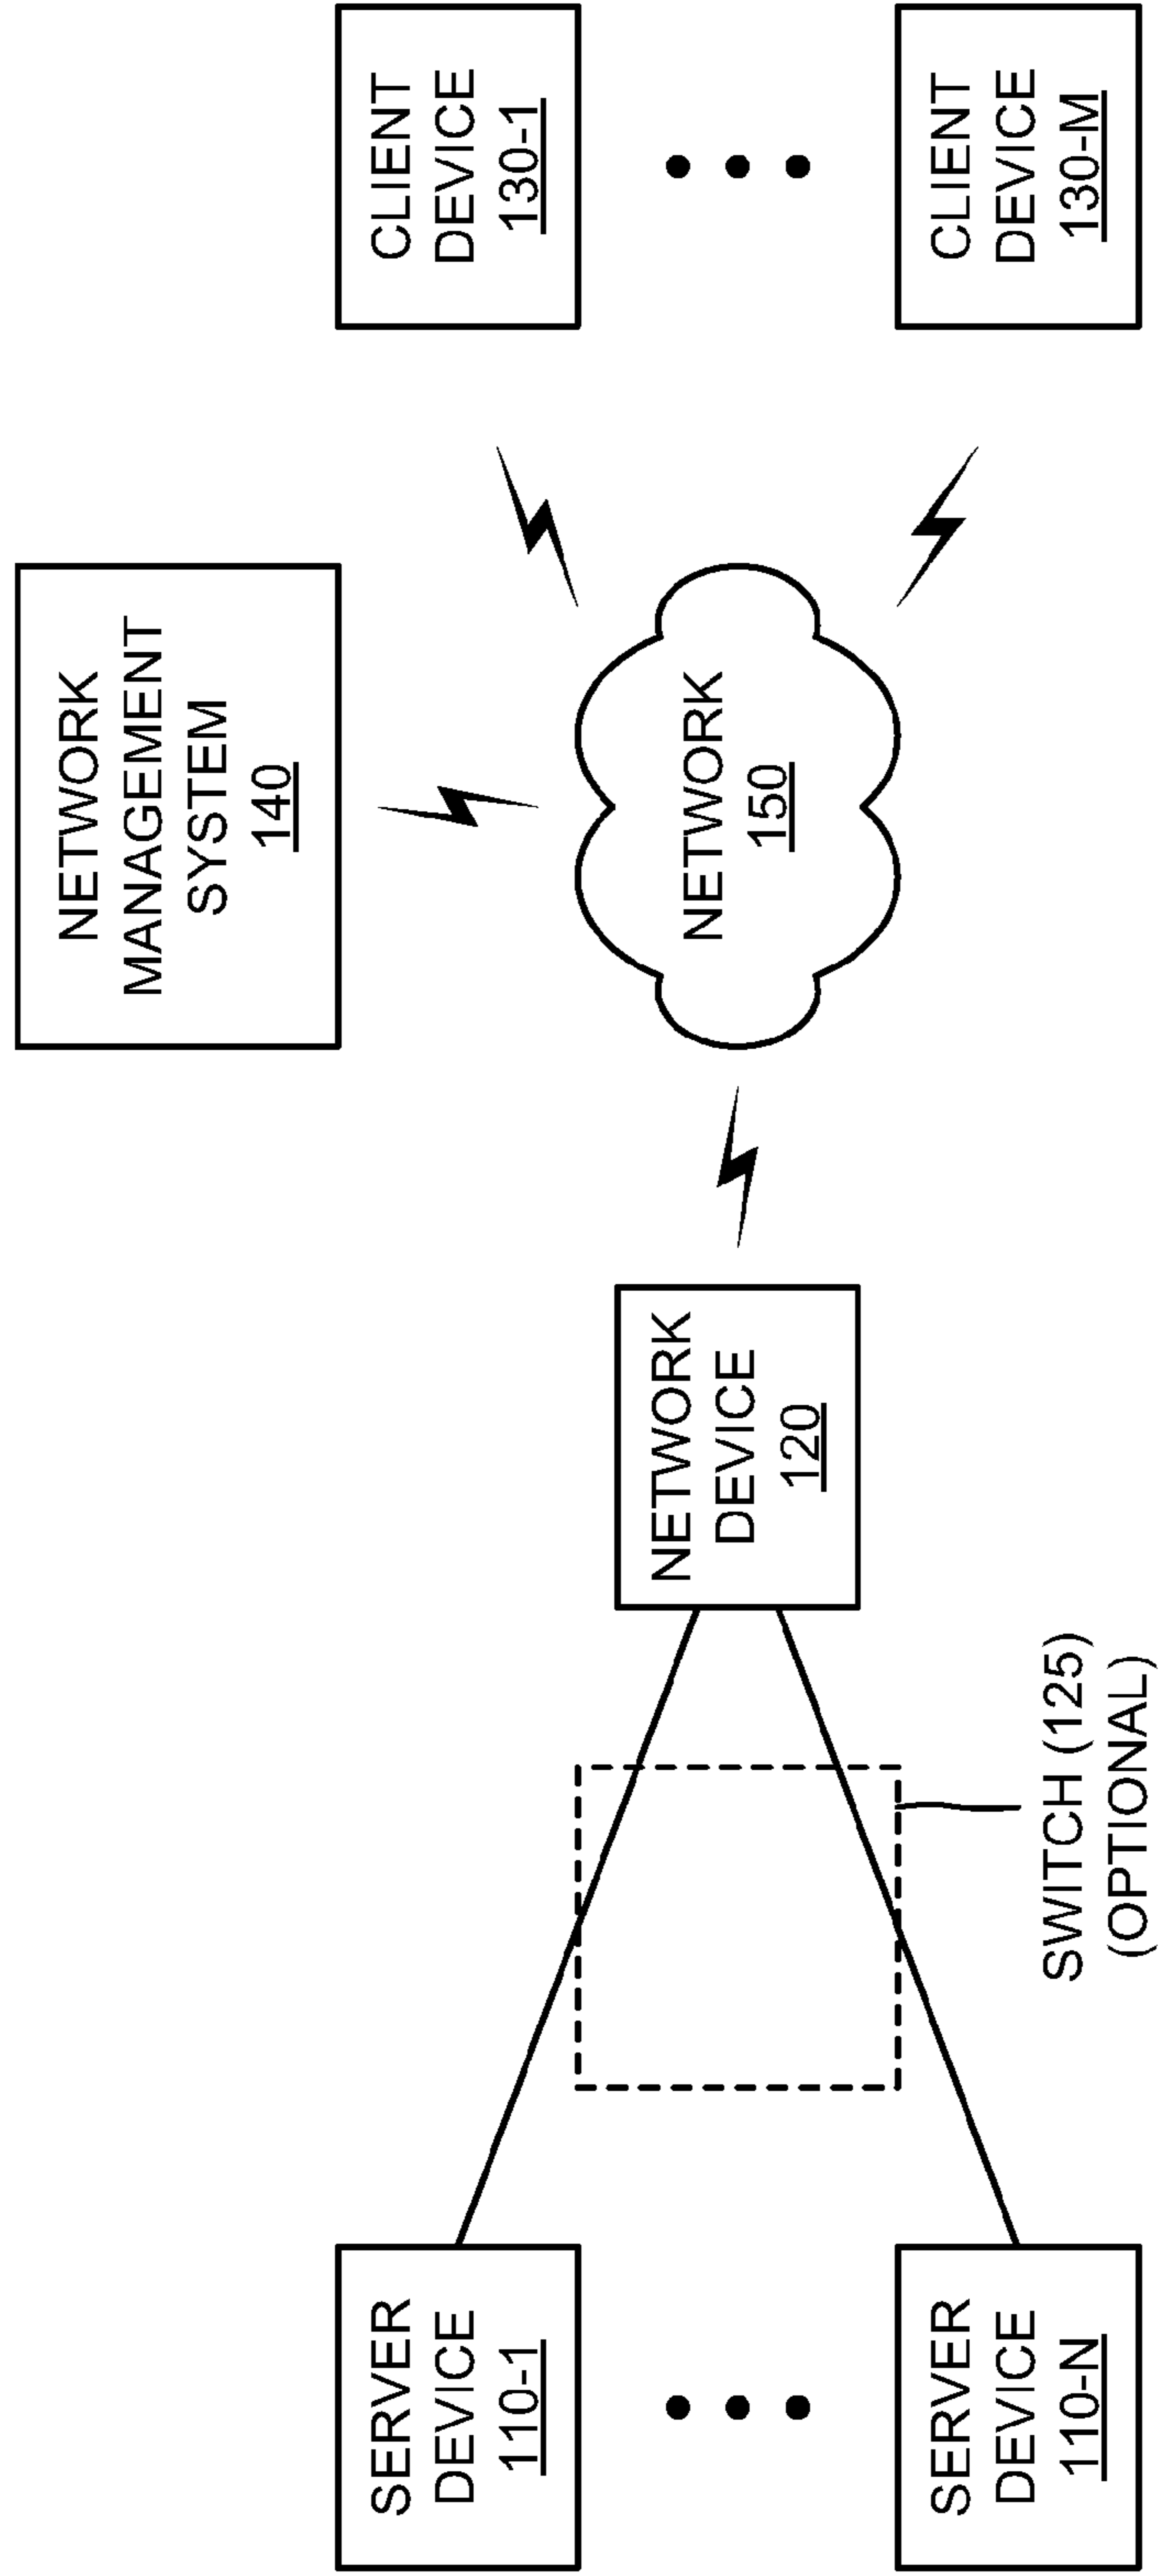 NETWORK
MANAGEMENT
SYSTEM
140
SERVER
DEVICE
110-1
CLIENT
DEVICE
130-1
NETWORK
DEVICE
120
NETWORK
150
SERVER
DEVICE
110-N
SWITCH (125)
(OPTIONAL)
CLIENT
DEVICE
130-M